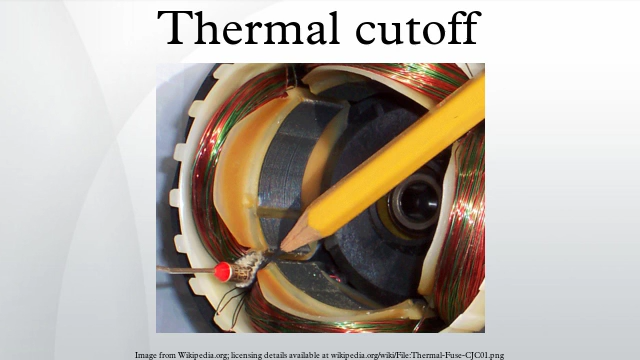 Thermal cutoff
Image from Wikipedia.org; licensing details available at wikipedia.org/wiki/File:Thermal-Fuse-CJC01.png